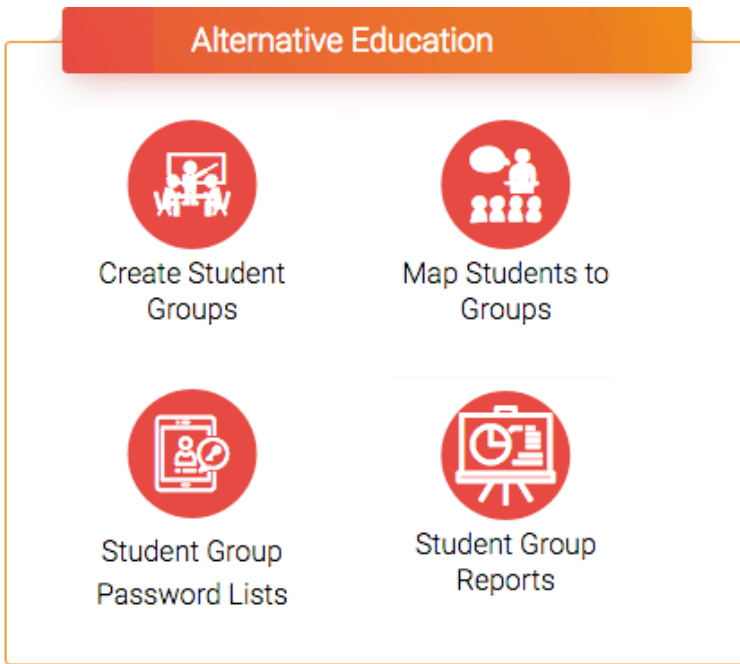 Alternative Education
Create Student
Groups
Map Students to
Groups
Student Group
Password Lists
Student Group
Reports